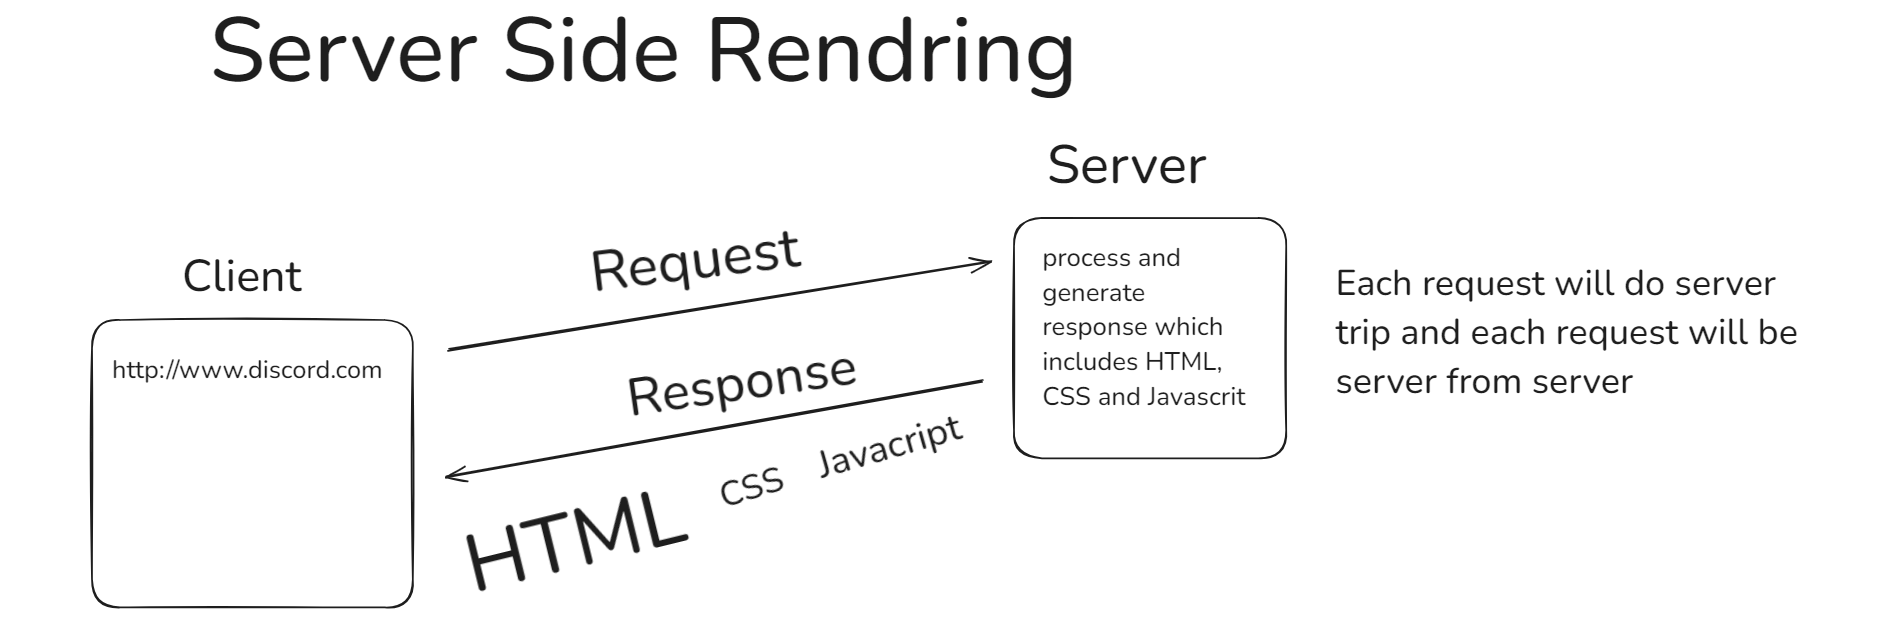 Server Side Rendring
Server
Client
Request
process and
generate
response which
includes HTML,
CSS and Javascrit
Each request will do server
trip and each request will be
server from server
http://www.discord.com
Response
HTML CSS Javacript